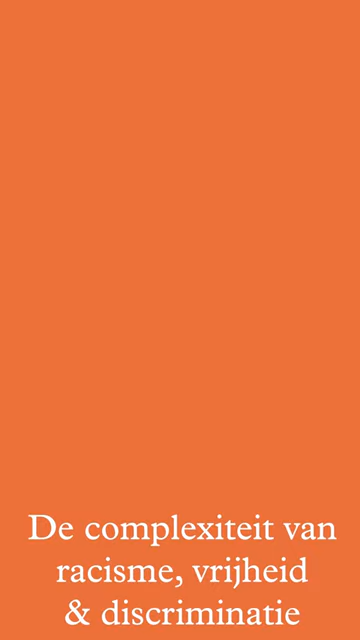 De complexiteit van
racisme, vrijheid
& discriminatie